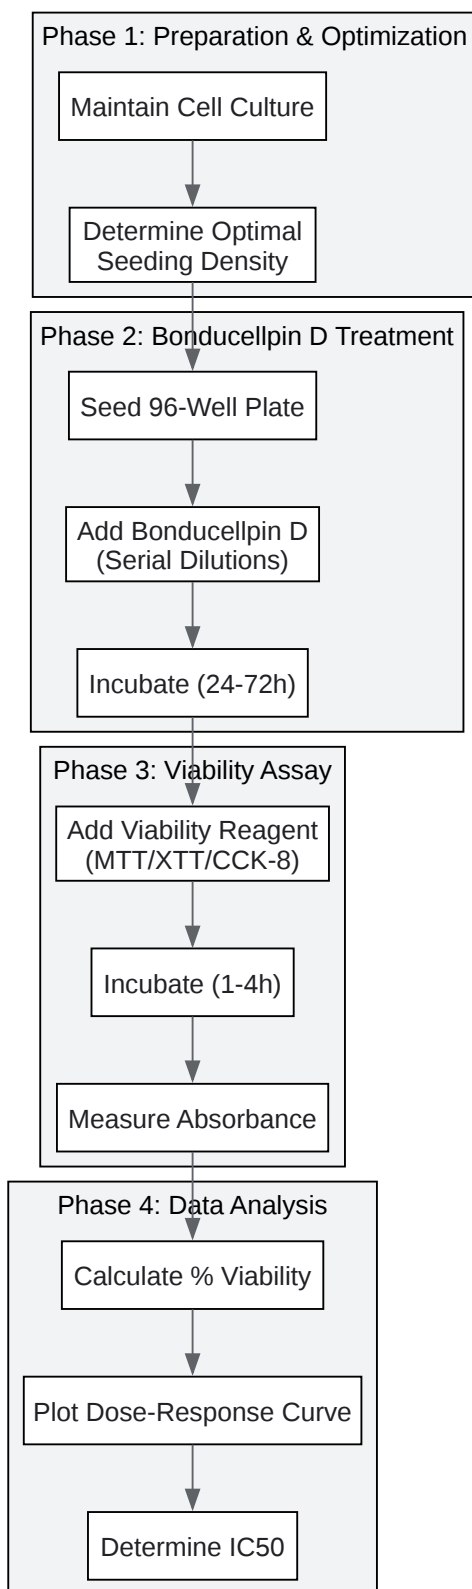 Phase 1: Preparation & Optimization
Maintain Cell Culture
Determine Optimal
Seeding Density
Phase 2: Bonducellpin D Treatment
Seed 96-Well Plate
Add Bonducellpin D
(Serial Dilutions)
Incubate (24-72h)
Phase 3: Viability Assay
Add Viability Reagent
(MTT/XTT/CCK-8)
Incubate (1-4h)
Measure Absorbance
Phase 4: Data Analysis
Calculate % Viability
Plot Dose-Response Curve
Determine IC50